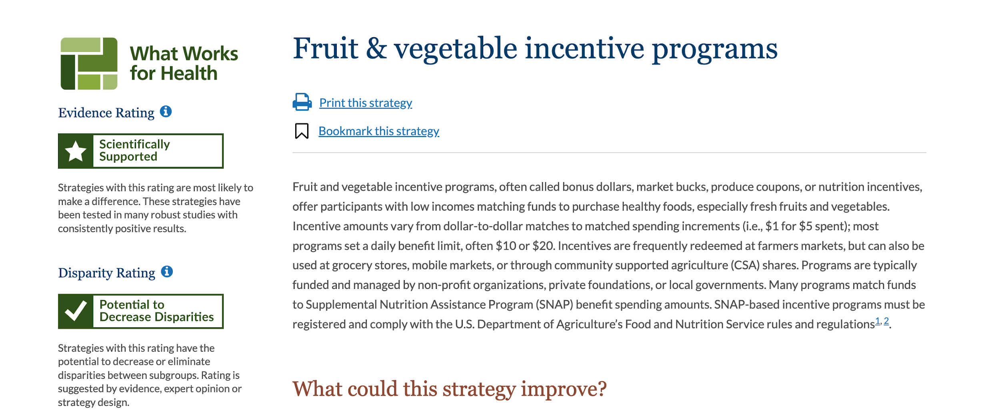 What Works
for Health
Evidence Rating
Scientifically
Supported
Strategies with this rating are most likely to
make a difference. These strategies have
been tested in many robust studies with
consistently positive results.
Disparity Rating
Potential to
Decrease Disparities
Strategies with this rating have the
potential to decrease or eliminate
disparities between subgroups. Rating is
suggested by evidence, expert opinion or
strategy design.
Fruit & vegetable incentive programs
Print this strategy
Bookmark this strategy
Fruit and vegetable incentive programs, often called bonus dollars, market bucks, produce coupons, or nutrition incentives,
offer participants with low incomes matching funds to purchase healthy foods, especially fresh fruits and vegetables.
Incentive amounts vary from dollar-to-dollar matches to matched spending increments (i.e., $1 for $5 spent); most
programs set a daily benefit limit, often $10 or $20. Incentives are frequently redeemed at farmers markets, but can also be
used at grocery stores, mobile markets, or through community supported agriculture (CSA) shares. Programs are typically
funded and managed by non-profit organizations, private foundations, or local governments. Many programs match funds
to Supplemental Nutrition Assistance Program (SNAP) benefit spending amounts. SNAP-based incentive programs must be
registered and comply with the U.S. Department of Agriculture’s Food and Nutrition Service rules and regulations1, 2.
What could this strategy improve?